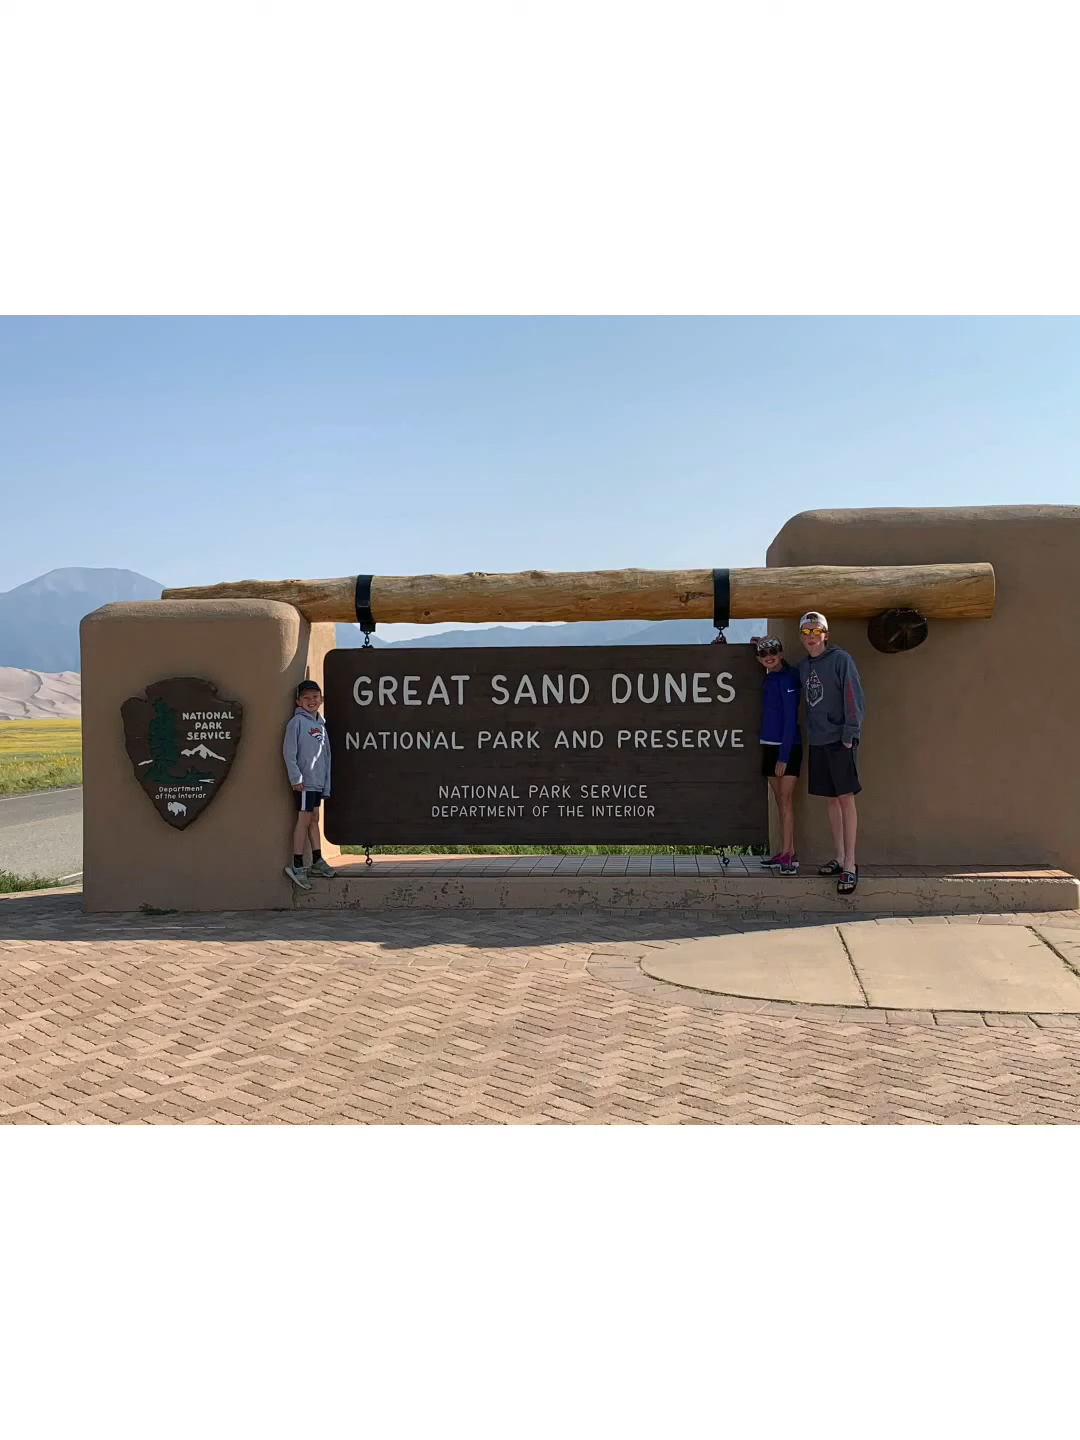 NATIONAL
PARK
SERVICE
Department
of the Interior
GREAT SAND DUNES
NATIONAL PARK AND PRESERVE
NATIONAL PARK SERVICE
DEPARTMENT OF THE INTERIOR